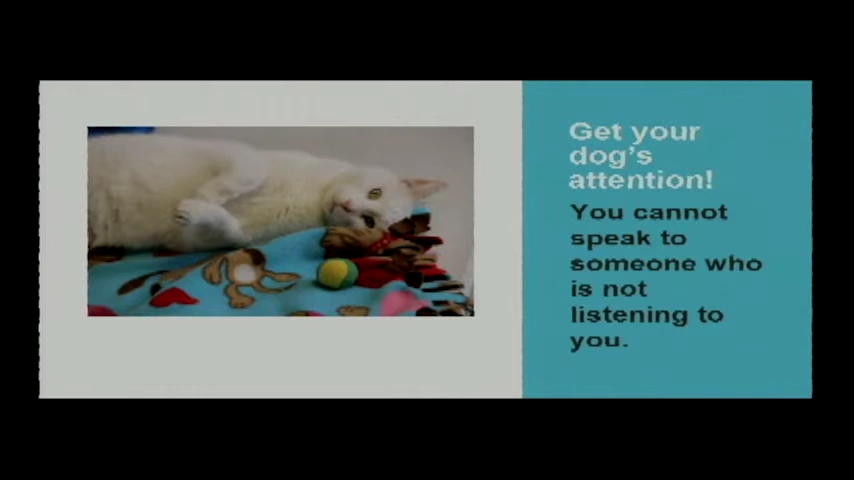 Get your
dog's
attention!
You cannot
speak to
someone who
is not
listening to
you.